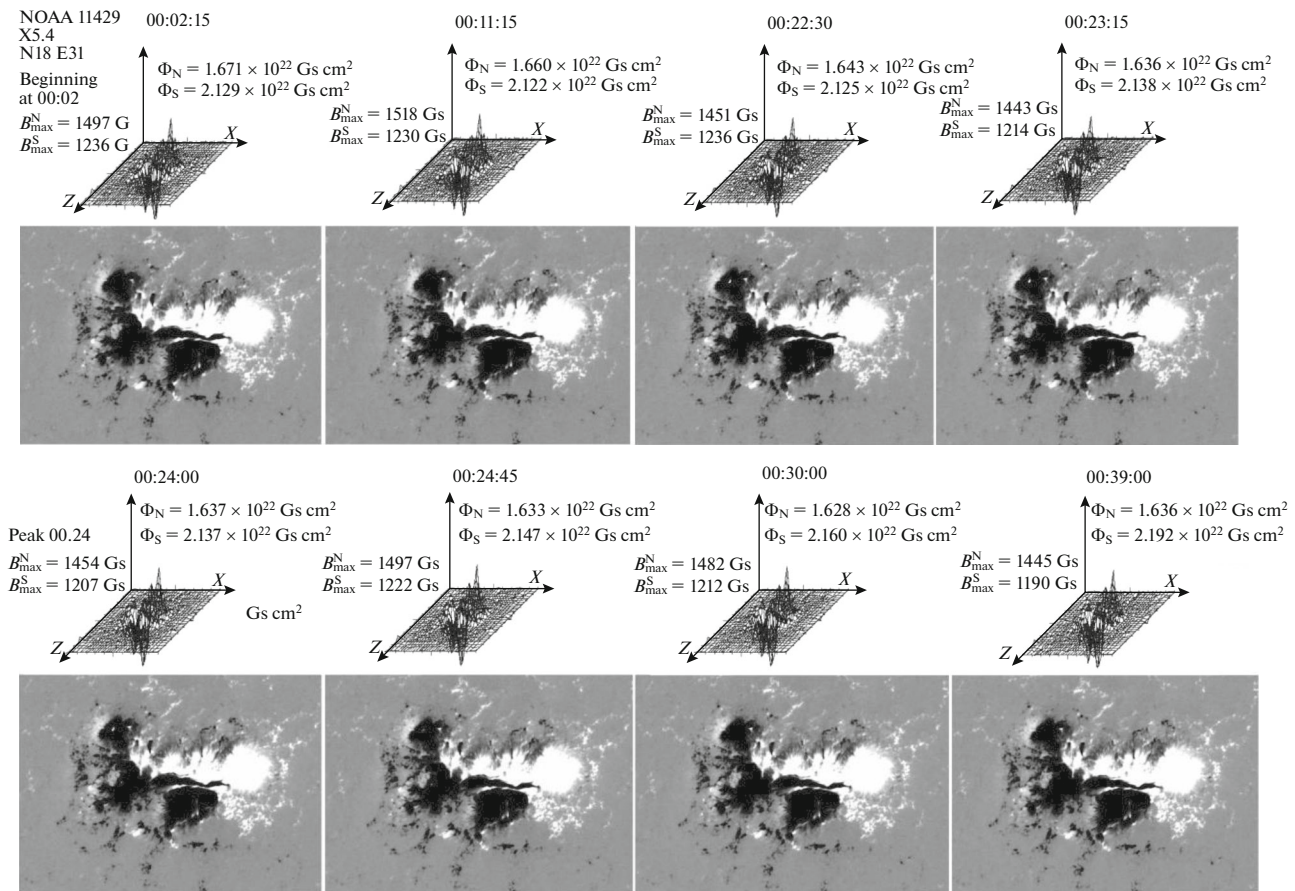 NOAA 11429
X5.4
N18 E31
Beginning
at 00:02
00:02:15
Φ_N = 1.671 × 10^22 Gs cm^2
Φ_S = 2.129 × 10^22 Gs cm^2
B^N_max = 1497 G
B^S_max = 1236 G
X
Z
00:11:15
Φ_N = 1.660 × 10^22 Gs cm^2
Φ_S = 2.122 × 10^22 Gs cm^2
B^N_max = 1518 Gs
B^S_max = 1230 Gs
X
Z
00:22:30
Φ_N = 1.643 × 10^22 Gs cm^2
Φ_S = 2.125 × 10^22 Gs cm^2
B^N_max = 1451 Gs
B^S_max = 1236 Gs
X
Z
00:23:15
Φ_N = 1.636 × 10^22 Gs cm^2
Φ_S = 2.138 × 10^22 Gs cm^2
B^N_max = 1443 Gs
B^S_max = 1214 Gs
X
Z
00:24:00
Φ_N = 1.637 × 10^22 Gs cm^2
Φ_S = 2.137 × 10^22 Gs cm^2
Peak 00.24
B^N_max = 1454 Gs
B^S_max = 1207 Gs
X
Z
Gs cm^2
00:24:45
Φ_N = 1.633 × 10^22 Gs cm^2
Φ_S = 2.147 × 10^22 Gs cm^2
B^N_max = 1497 Gs
B^S_max = 1222 Gs
X
Z
00:30:00
Φ_N = 1.628 × 10^22 Gs cm^2
Φ_S = 2.160 × 10^22 Gs cm^2
B^N_max = 1482 Gs
B^S_max = 1212 Gs
X
Z
00:39:00
Φ_N = 1.636 × 10^22 Gs cm^2
Φ_S = 2.192 × 10^22 Gs cm^2
B^N_max = 1445 Gs
B^S_max = 1190 Gs
X
Z